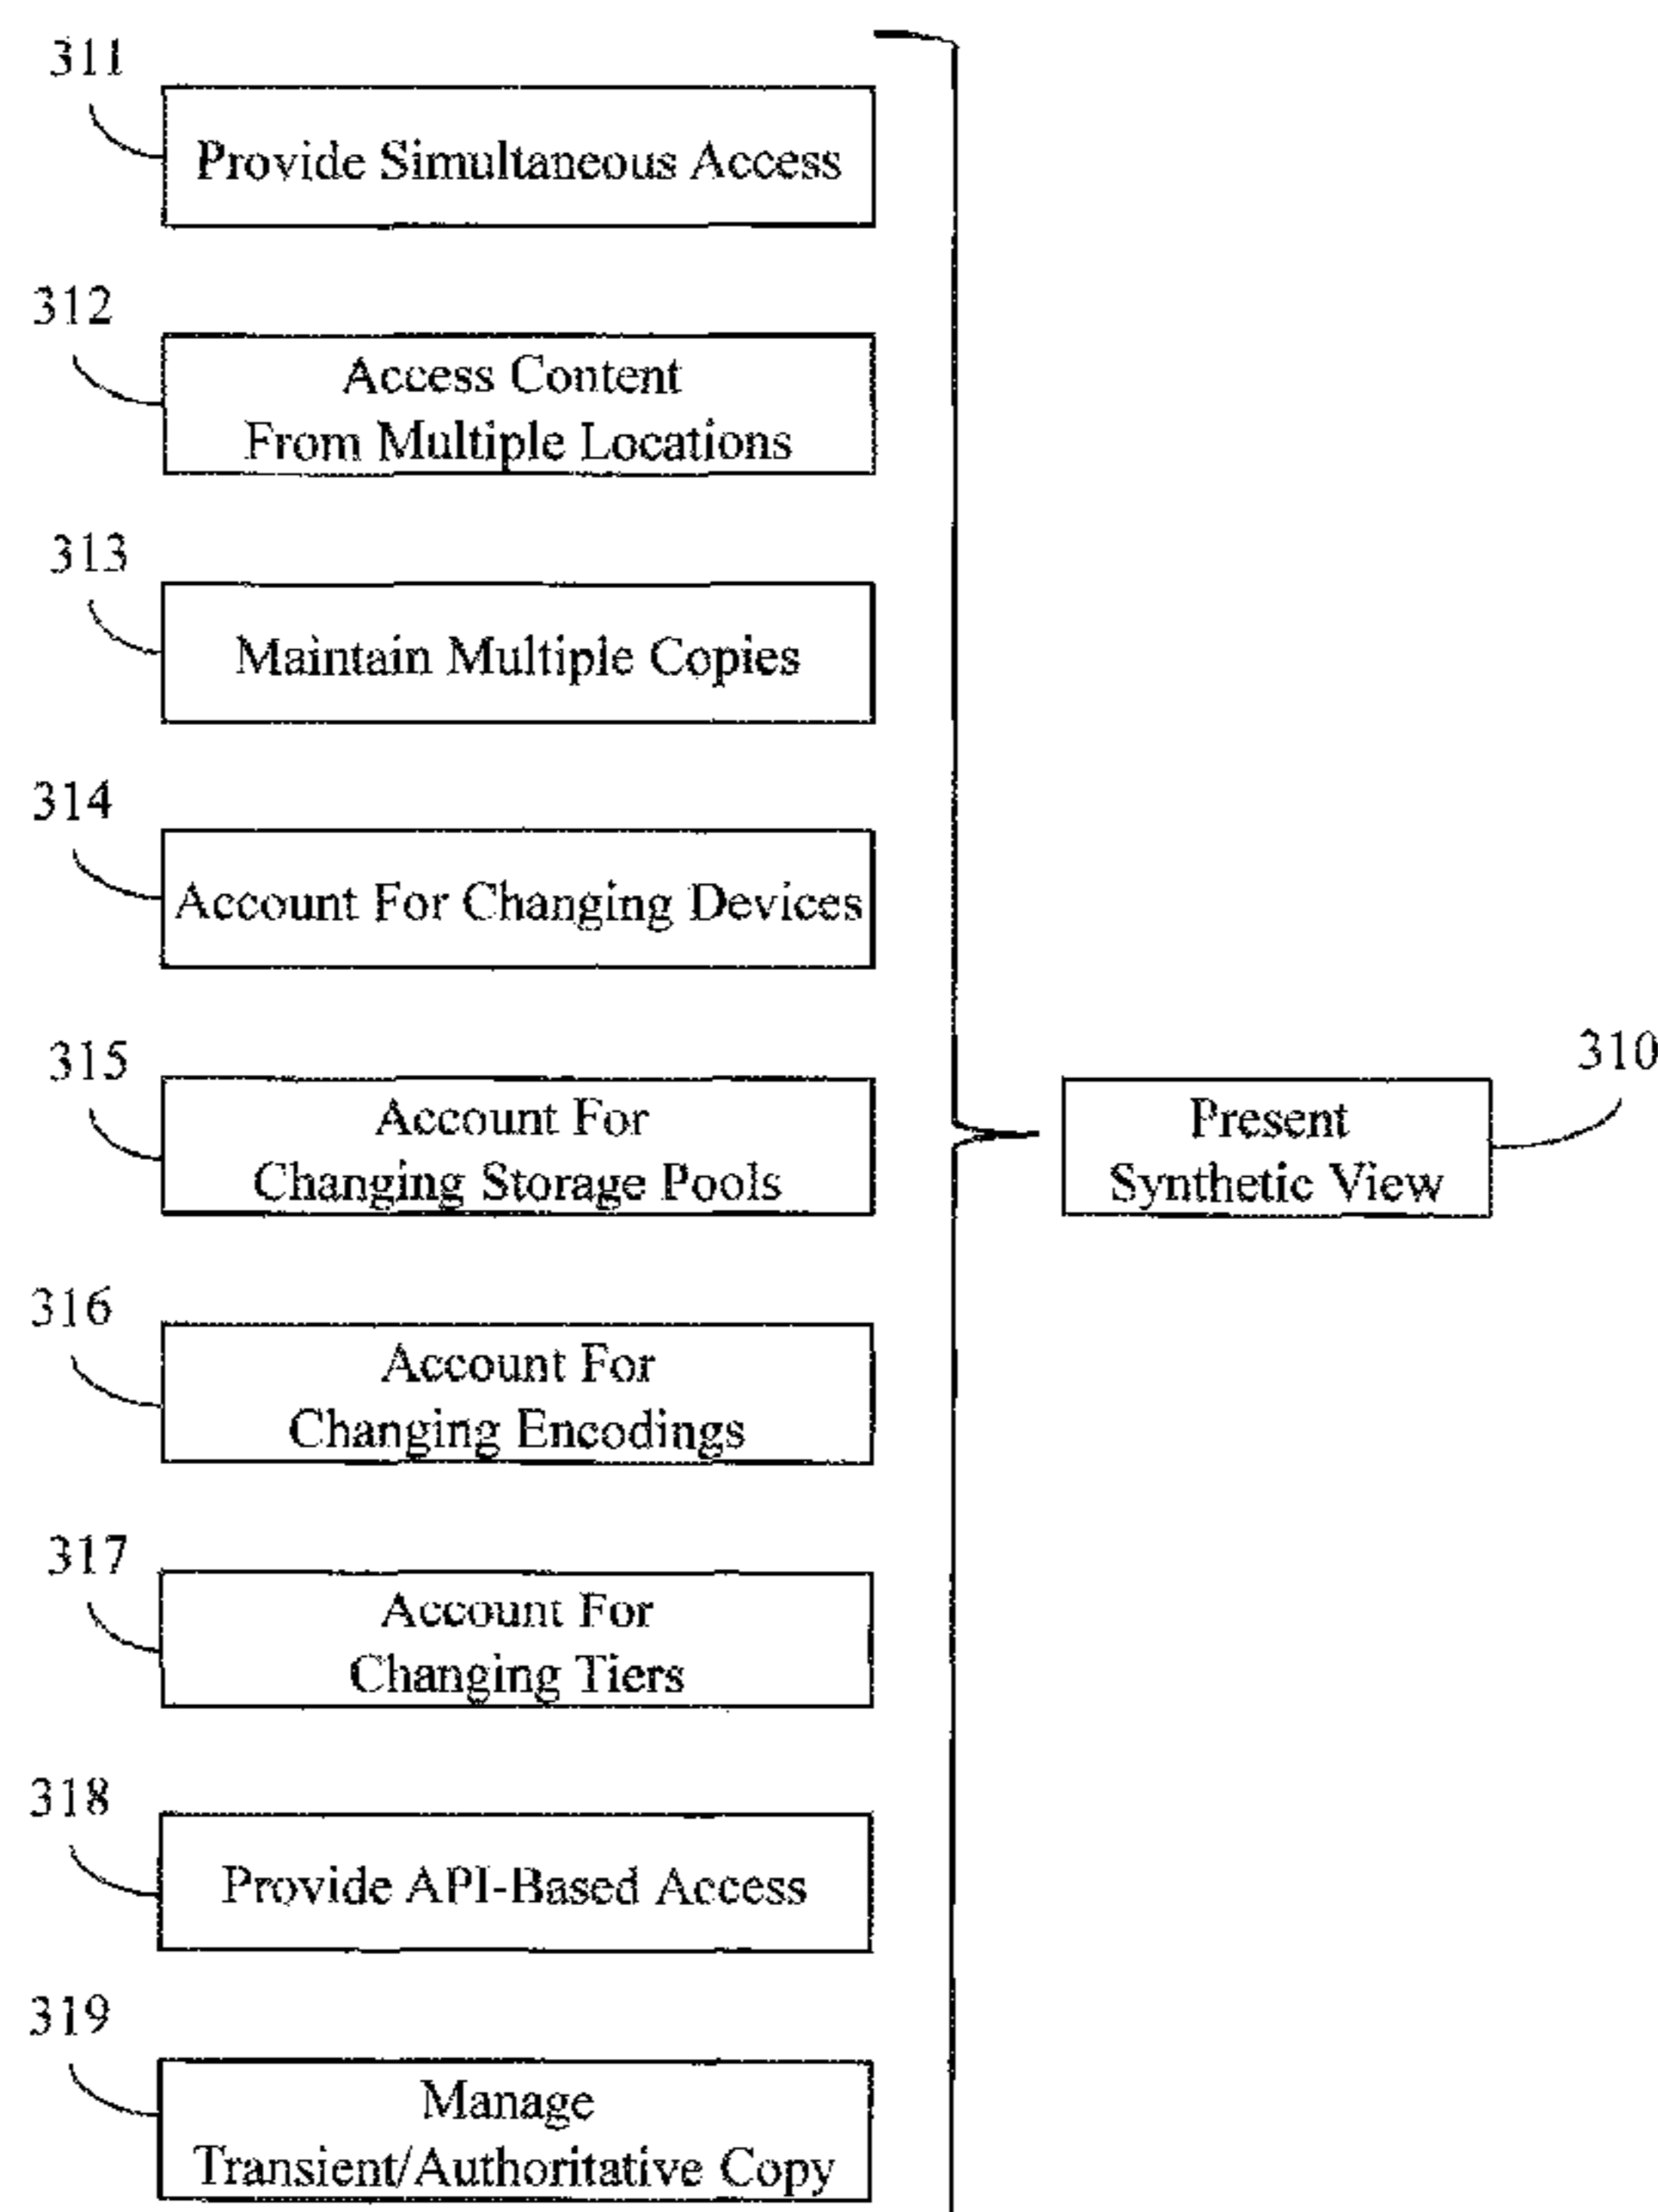 311
Provide Simultaneous Access
312
Access Content
From Multiple Locations
313
Maintain Multiple Copies
314
Account For Changing Devices
315
Account For
Changing Storage Pools
310
Present
Synthetic View
316
Account For
Changing Encodings
317
Account For
Changing Tiers
318
Provide API-Based Access
319
Manage
Transient/Authoritative Copy